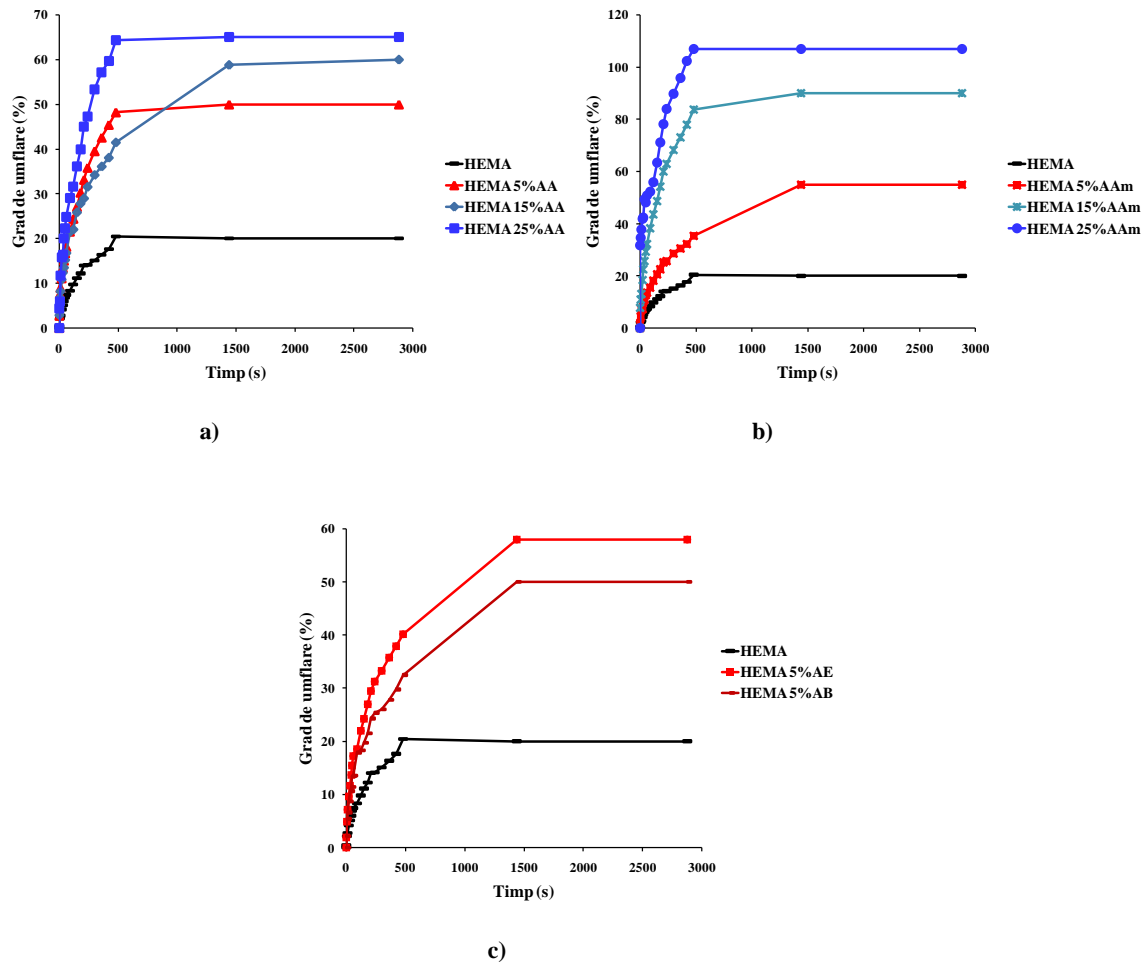 70
60
50
40
30
20
10
0
Grad de umflare (%)
0 500 1000 1500 2000 2500 3000
Timp (s)
HEMA
HEMA 5%AA
HEMA 15%AA
HEMA 25%AA
a)
120
100
80
60
40
20
0
Grad de umflare (%)
0 500 1000 1500 2000 2500 3000
Timp (s)
HEMA
HEMA 5%AAm
HEMA 15%AAm
HEMA 25%AAm
b)
60
50
40
30
20
10
0
Grad de umflare (%)
0 500 1000 1500 2000 2500 3000
Timp (s)
HEMA
HEMA 5%AE
HEMA 5%AB
c)